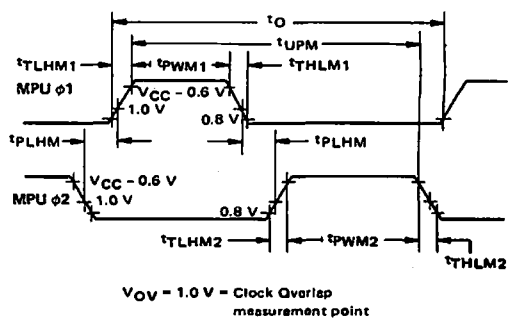 tO
tUPM
tTLHM1
tPWM1
tTHLM1
MPU ϕ1
VCC – 0.6 V
1.0 V
0.8 V
tPLHM
tPLHM
VCC – 0.6 V
MPU ϕ2
1.0 V
0.8 V
tTLHM2
tPWM2
tTHLM2
VOV = 1.0 V = Clock Overlap
measurement point